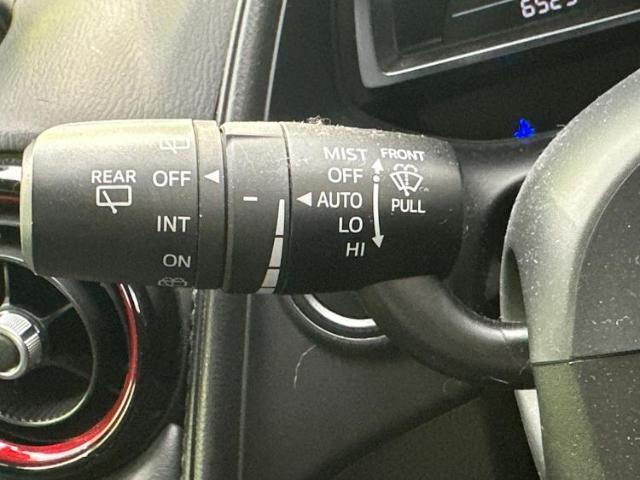 REAR
OFF
INT
ON
MIST
OFF
AUTO
LO
HI
FRONT
PULL